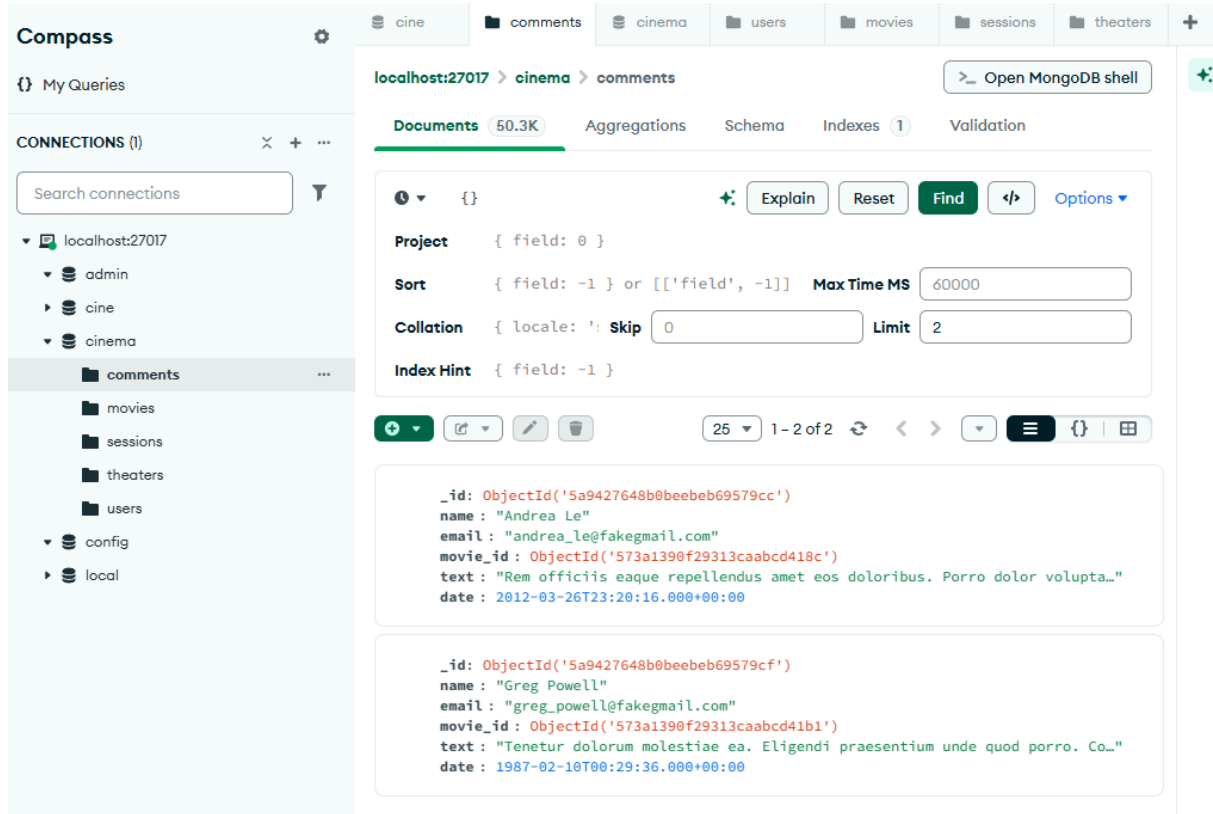 Compass
My Queries
CONNECTIONS (1)
Search connections
localhost:27017
admin
cine
cinema
comments
movies
sessions
theaters
users
config
local
cine comments cinema users movies sessions theaters
localhost:27017 > cinema > comments
>_ Open MongoDB shell
Documents 50.3K Aggregations Schema Indexes 1 Validation
{} Explain Reset Find </> Options
Project { field: 0 }
Sort { field: -1 } or [['field', -1]] Max Time MS 60000
Collation { locale: 's Skip 0 Limit 2
Index Hint { field: -1 }
25 1 – 2 of 2 {}
_id: ObjectId('5a9427648b0beebeb69579cc')
name : "Andrea Le"
email : "andrea_le@fakegmail.com"
movie_id : ObjectId('573a1390f29313caabcd418c')
text : "Rem officiis eaque repellendus amet eos doloribus. Porro dolor volupta…"
date : 2012-03-26T23:20:16.000+00:00
_id: ObjectId('5a9427648b0beebeb69579cf')
name : "Greg Powell"
email : "greg_powell@fakegmail.com"
movie_id : ObjectId('573a1390f29313caabcd41b1')
text : "Tenetur dolorum molestiae ea. Eligendi praesentium unde quod porro. Co…"
date : 1987-02-10T00:29:36.000+00:00